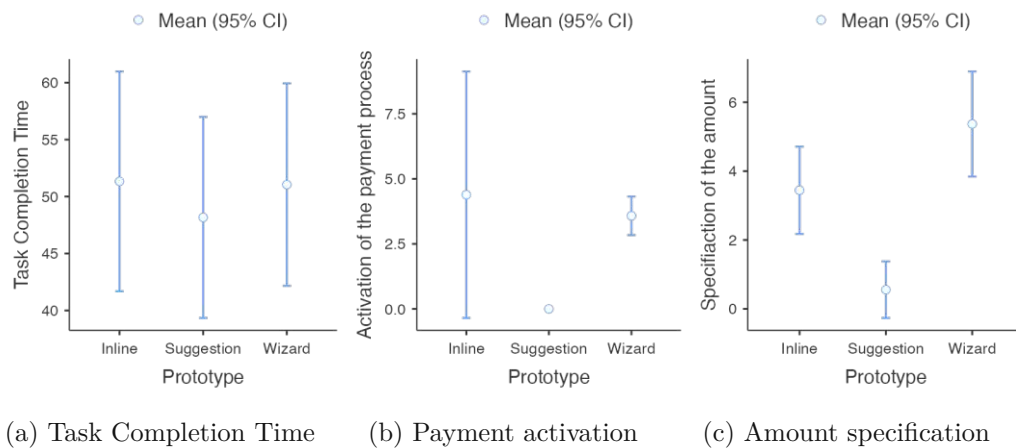 Mean (95% CI)
Task Completion Time
60
55
50
45
40
Inline Suggestion Wizard
Prototype
(a) Task Completion Time
Mean (95% CI)
Activation of the payment process
7.5
5.0
2.5
0.0
Inline Suggestion Wizard
Prototype
(b) Payment activation
Mean (95% CI)
Specifiaction of the amount
6
4
2
0
Inline Suggestion Wizard
Prototype
(c) Amount specification